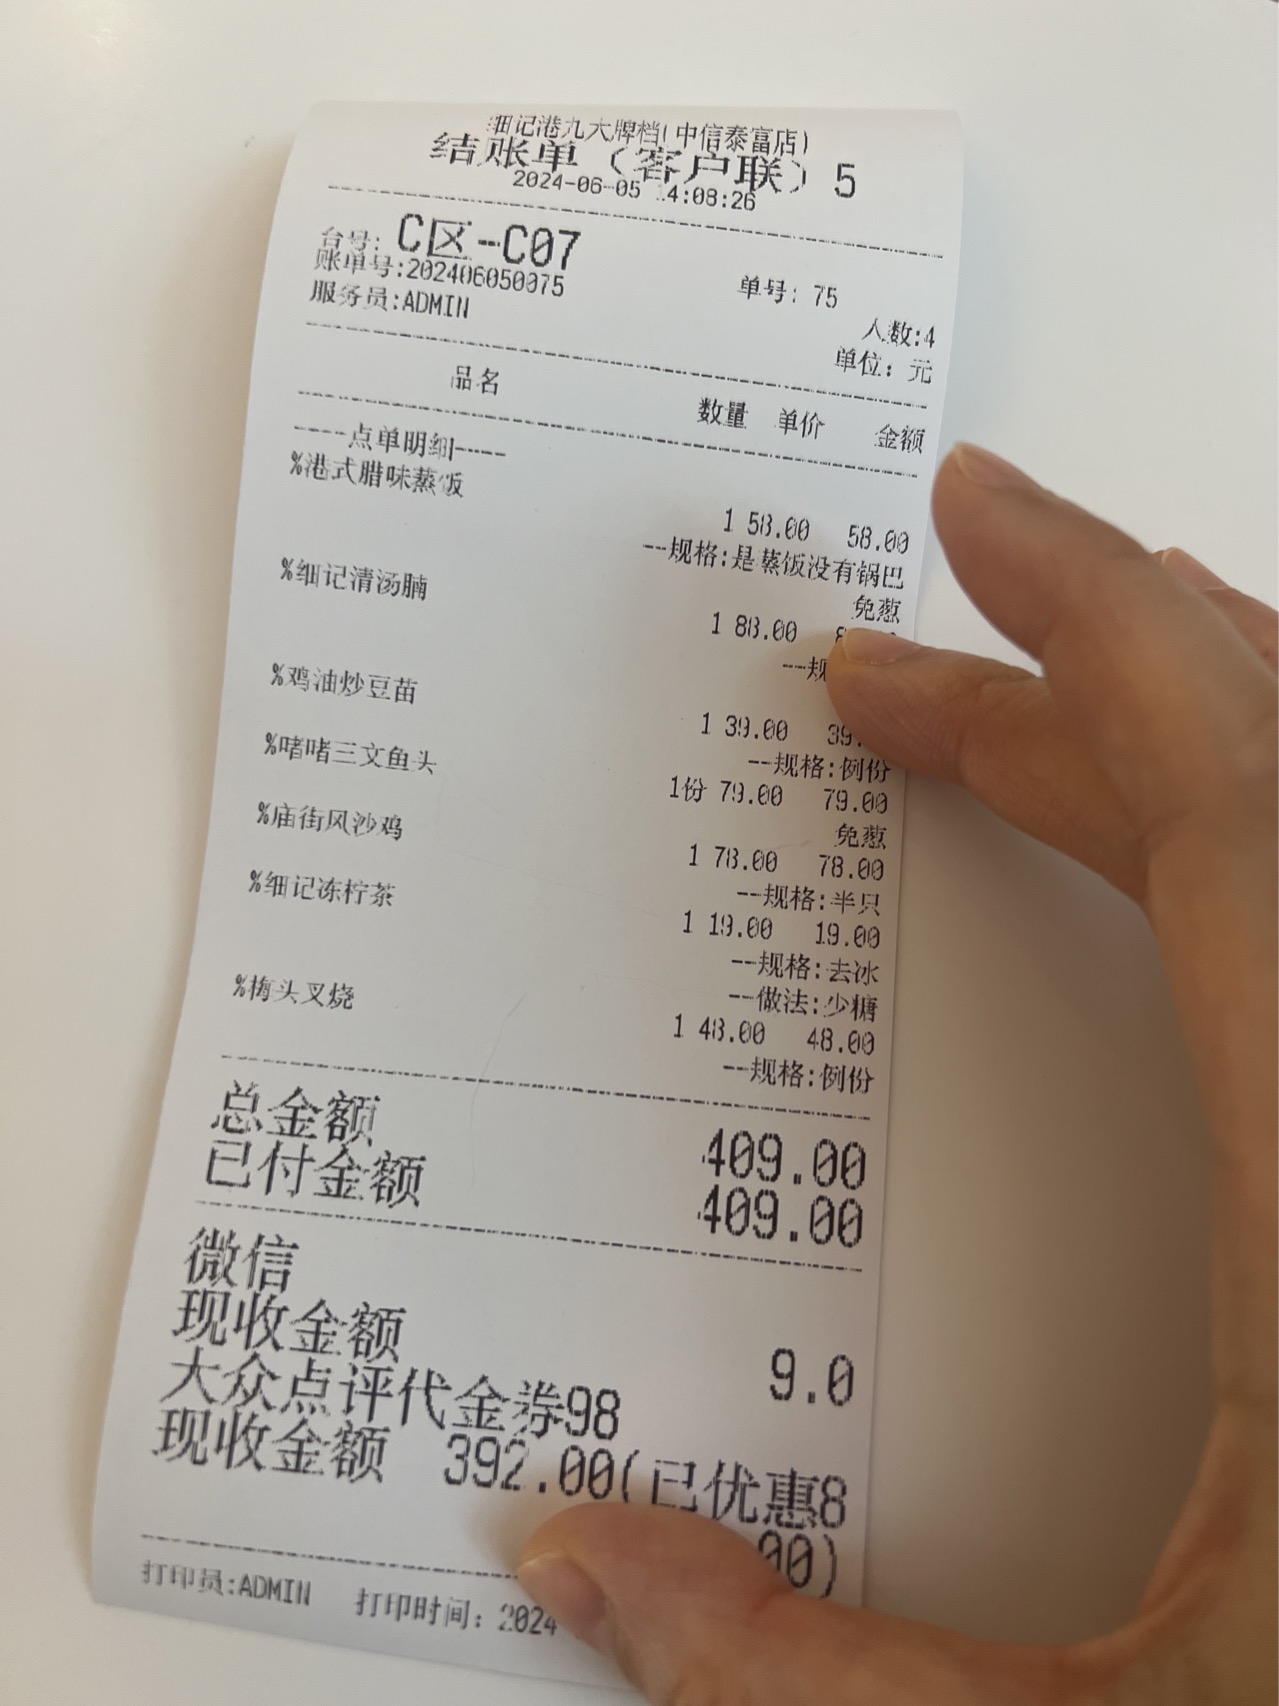 细记港九大牌档(中信泰富店)
结账单（客户联）5
2024-06-05 14:08:26
台号: C区-C07
单号: 75
账单号:202406050075
人数:4
服务员:ADMIN
单位: 元
品名 数量 单价 金额
----点单明细----
%港式腊味蒸饭
1 58.00 58.00
--规格:是蒸饭没有锅巴
免葱
%细记清汤腩
1 88.00
--规
%鸡油炒豆苗
1 39.00 39.
--规格:例份
%啫啫三文鱼头
1份 79.00 79.00
免葱
%庙街风沙鸡
1 78.00 78.00
--规格:半只
%细记冻柠茶
1 19.00 19.00
--规格:去冰
--做法:少糖
%梅头叉烧
1 48.00 48.00
--规格:例份
总金额 409.00
已付金额 409.00
微信
现收金额 9.0
大众点评代金券98
现收金额 392.00(已优惠8
00)
打印员:ADMIN 打印时间: 2024